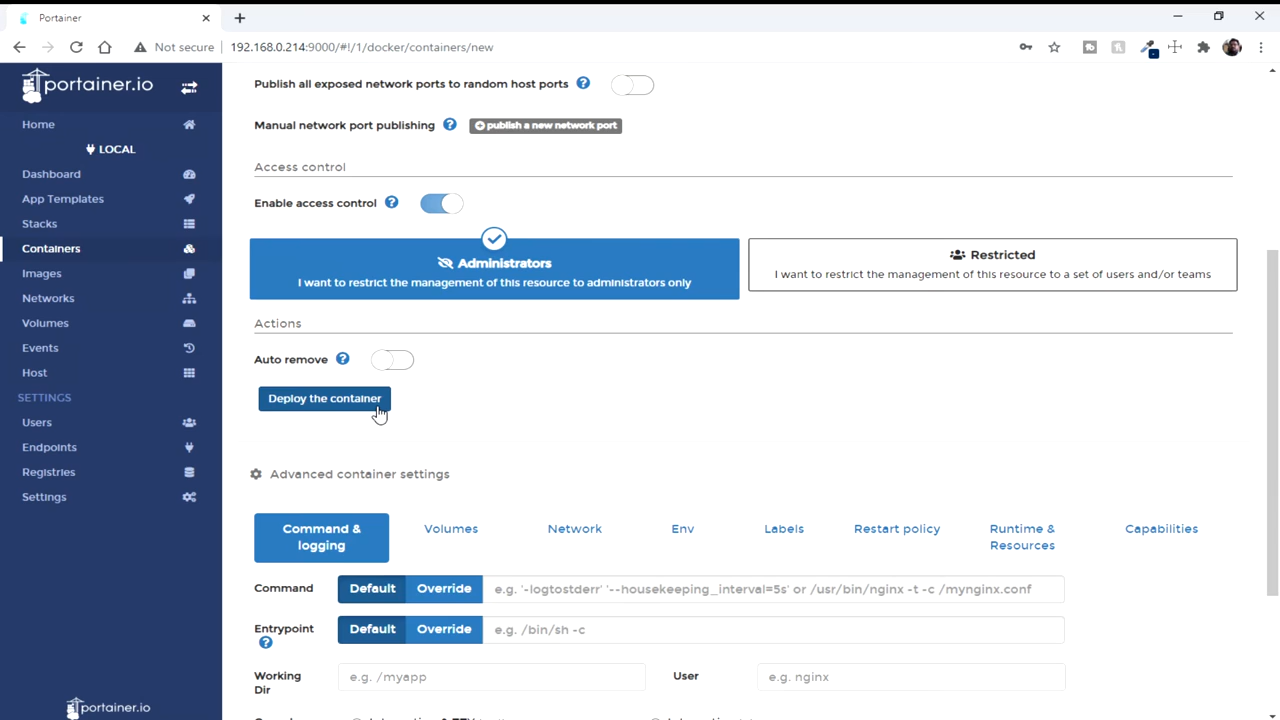 Portainer
Not secure
192.168.0.214:9000/#!/1/docker/containers/new
portainer.io
Home
LOCAL
Dashboard
App Templates
Stacks
Containers
Images
Networks
Volumes
Events
Host
SETTINGS
Users
Endpoints
Registries
Settings
portainer.io
Publish all exposed network ports to random host ports
Manual network port publishing
publish a new network port
Access control
Enable access control
Administrators
I want to restrict the management of this resource to administrators only
Restricted
I want to restrict the management of this resource to a set of users and/or teams
Actions
Auto remove
Deploy the container
Advanced container settings
Command &
logging
Volumes
Network
Env
Labels
Restart policy
Runtime &
Resources
Capabilities
Command
Default
Override
e.g. '-logtostderr' '--housekeeping_interval=5s' or /usr/bin/nginx -t -c /mynginx.conf
Entrypoint
Default
Override
e.g. /bin/sh -c
Working
Dir
e.g. /myapp
User
e.g. nginx